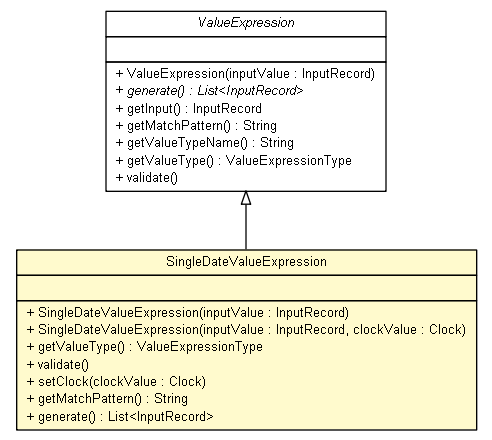 ValueExpression
+ ValueExpression(inputValue : InputRecord)
+ generate() : List<InputRecord>
+ getInput() : InputRecord
+ getMatchPattern() : String
+ getValueTypeName() : String
+ getValueType() : ValueExpressionType
+ validate()
SingleDateValueExpression
+ SingleDateValueExpression(inputValue : InputRecord)
+ SingleDateValueExpression(inputValue : InputRecord, clockValue : Clock)
+ getValueType() : ValueExpressionType
+ validate()
+ setClock(clockValue : Clock)
+ getMatchPattern() : String
+ generate() : List<InputRecord>